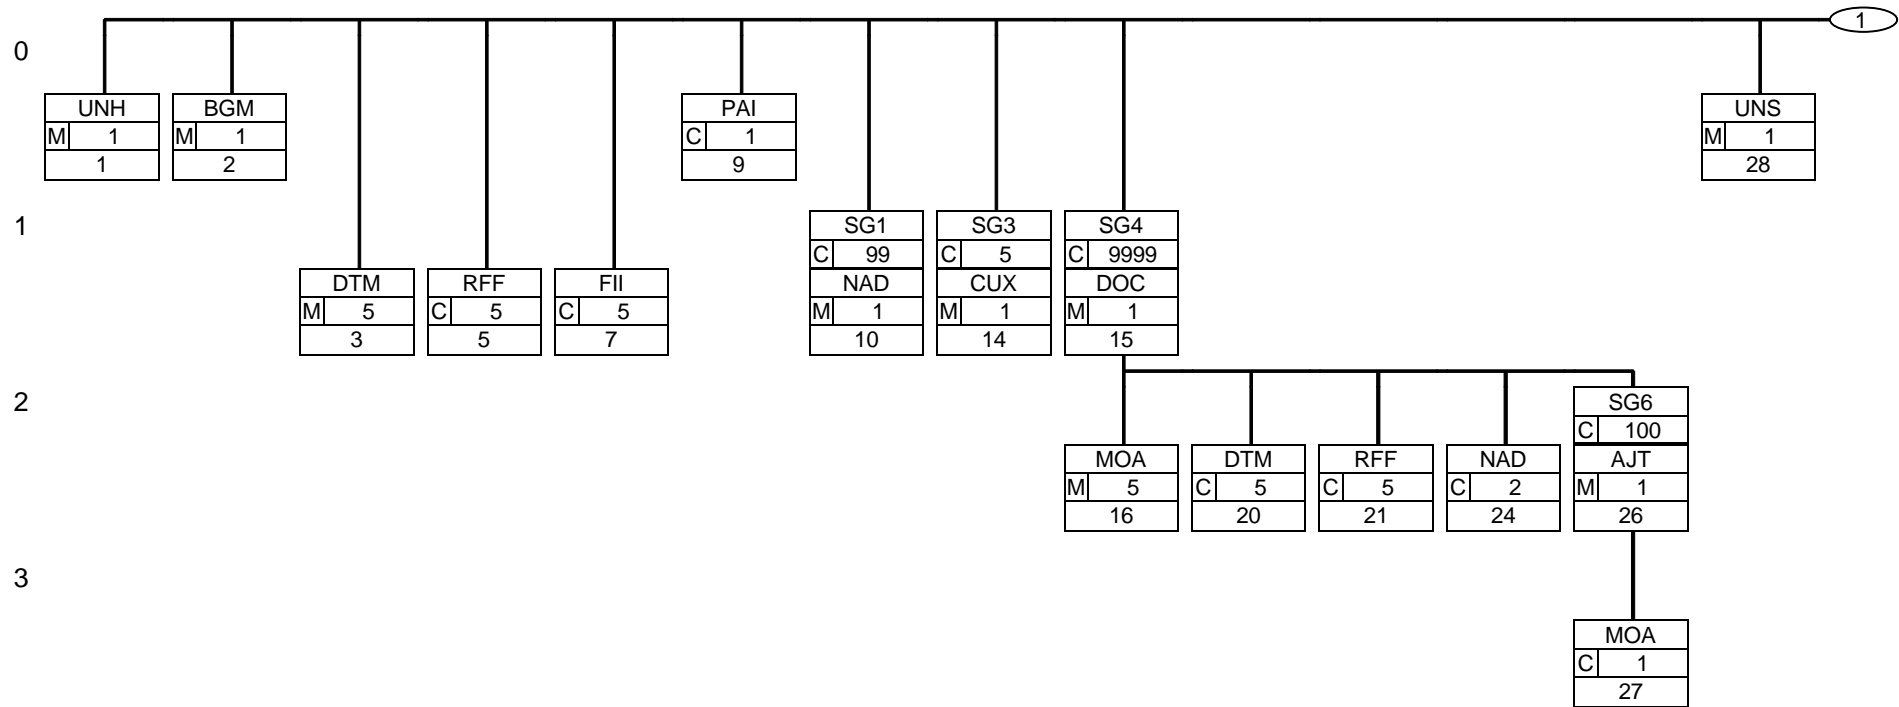 1
0
UNH BGM PAI UNS
M 1 M 1 C 1 M 1
1 2 9 28
1 SG1 SG3 SG4
C 99 C 5 C 9999
DTM RFF FII NAD CUX DOC
M 5 C 5 C 5 M 1 M 1 M 1
3 5 7 10 14 15
2 SG6
C 100
MOA DTM RFF NAD AJT
M 5 C 5 C 5 C 2 M 1
16 20 21 24 26
3
MOA
C 1
27